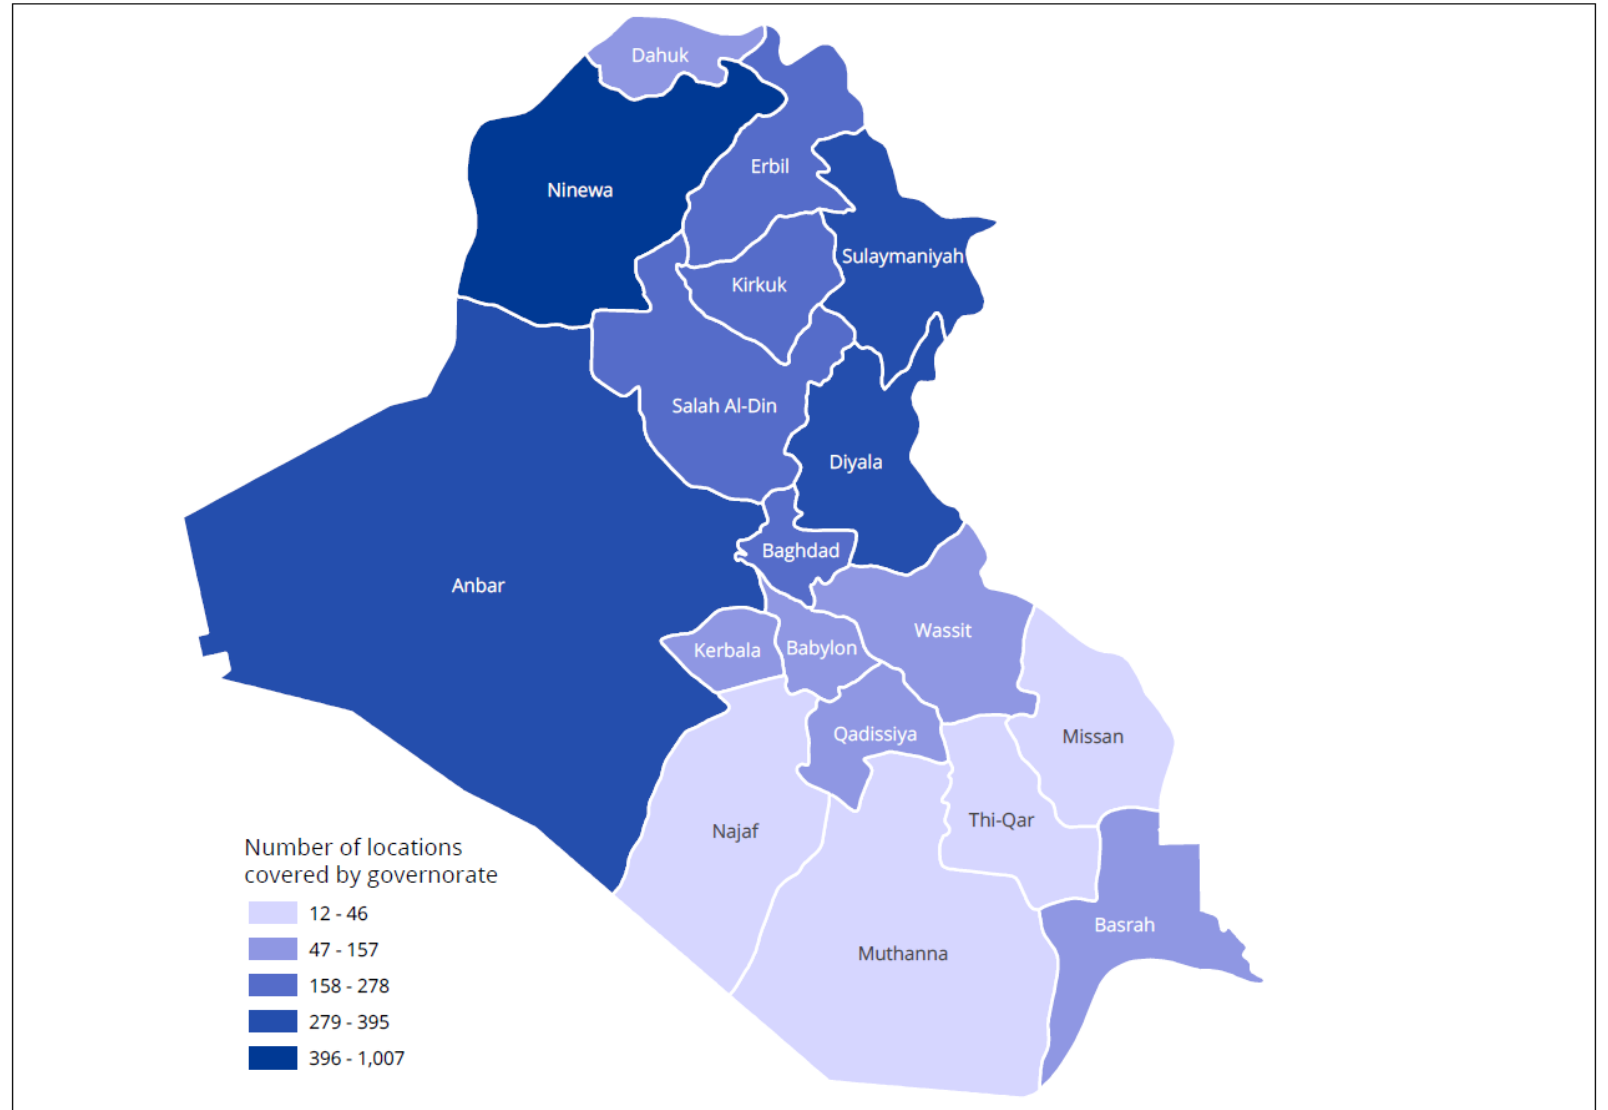 Dahuk
Erbil
Ninewa
Sulaymaniyah
Kirkuk
Salah Al-Din
Diyala
Baghdad
Anbar
Wassit
Kerbala
Babylon
Qadissiya
Missan
Najaf
Thi-Qar
Basrah
Muthanna
Number of locations
covered by governorate
12 - 46
47 - 157
158 - 278
279 - 395
396 - 1,007